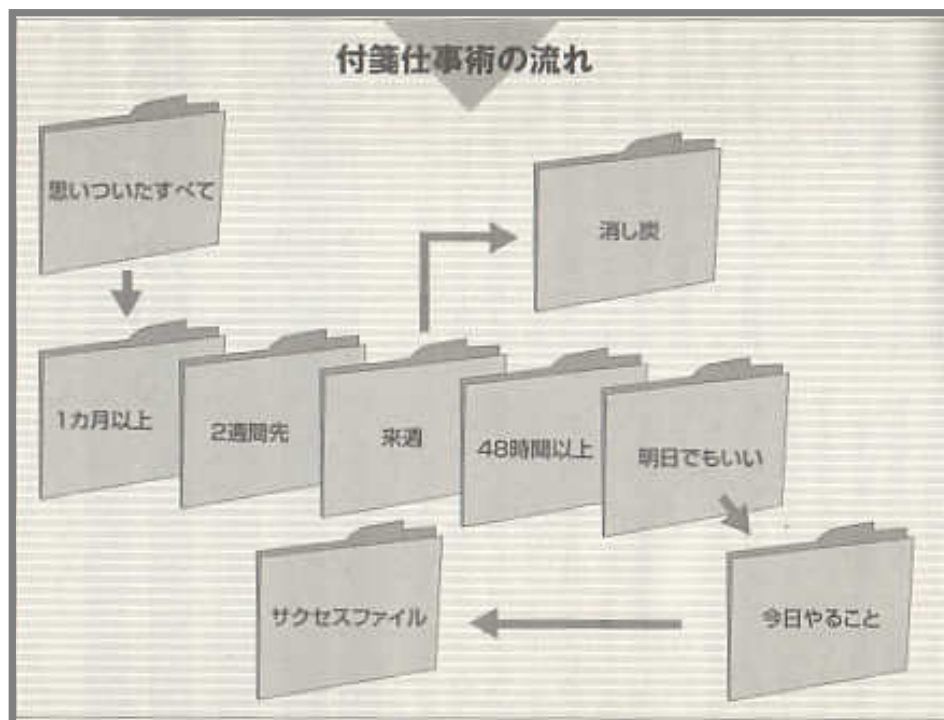 付箋仕事術の流れ
思いついたすべて
消し炭
1カ月以上
2週間先
来週
48時間以上
明日でもいい
サクセスファイル
今日やること